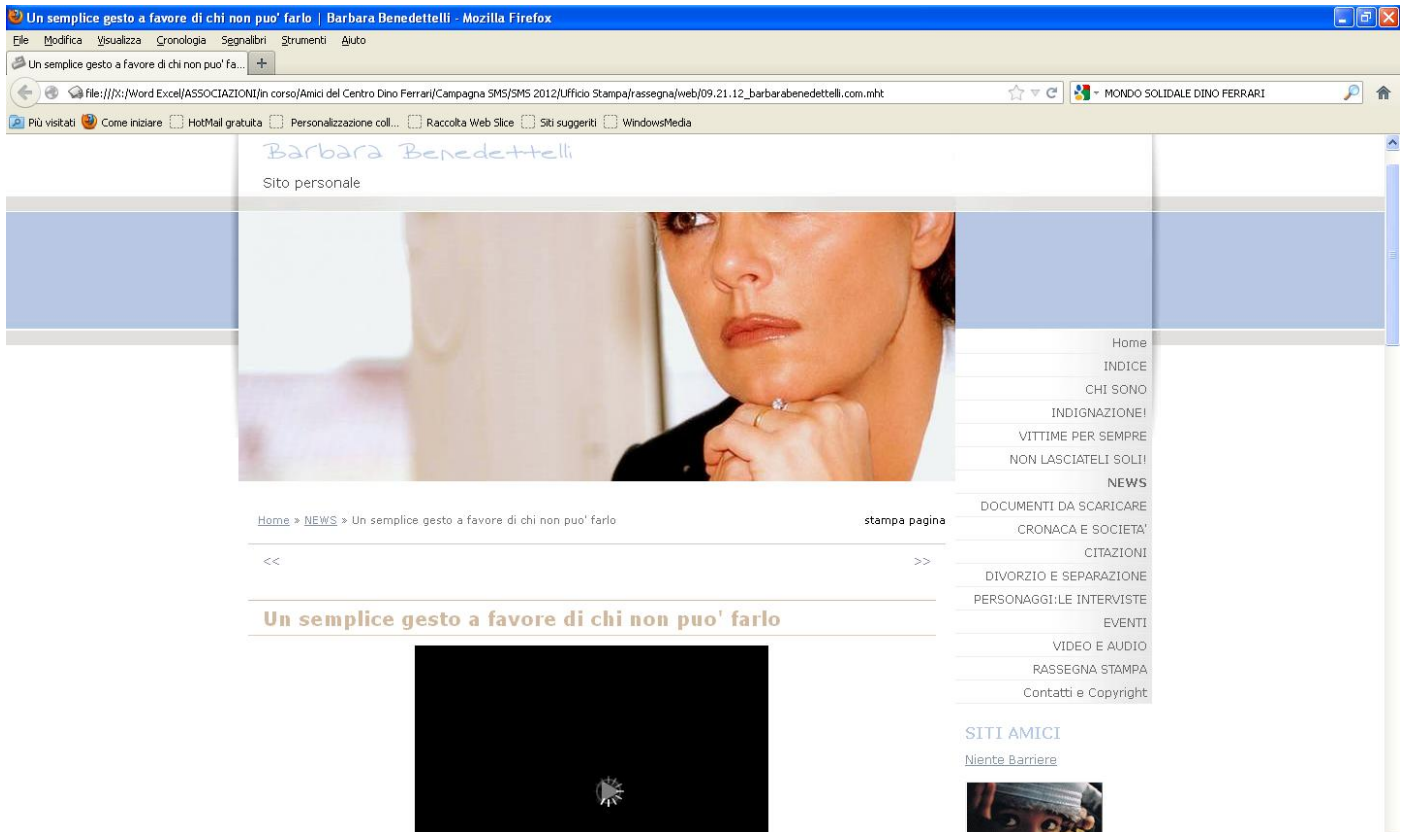 Un semplice gesto a favore di chi non puo' farlo | Barbara Benedettelli - Mozilla Firefox
File Modifica Visualizza Cronologia Segnalibri Strumenti Aiuto
Un semplice gesto a favore di chi non puo' fa... +
file:///X:/Word Excel/ASSOCIAZIONI/in corso/Amici del Centro Dino Ferrari/Campagna SMS/SMS 2012/Ufficio Stampa/rassegna/web/09.21.12_barbarabenedettelli.com.mht MONDO SOLIDALE DINO FERRARI
Più visitati Come iniziare HotMail gratuita Personalizzazione coll... Raccolta Web Slice Siti suggeriti WindowsMedia
Barbara Benedettelli
Sito personale
Home
INDICE
CHI SONO
INDIGNAZIONE!
VITTIME PER SEMPRE
NON LASCIATELI SOLI!
NEWS
DOCUMENTI DA SCARICARE
CRONACA E SOCIETA'
CITAZIONI
DIVORZIO E SEPARAZIONE
PERSONAGGI:LE INTERVISTE
EVENTI
VIDEO E AUDIO
RASSEGNA STAMPA
Contatti e Copyright
Home » NEWS » Un semplice gesto a favore di chi non puo' farlo stampa pagina
<< >>
Un semplice gesto a favore di chi non puo' farlo
SITI AMICI
Niente Barriere